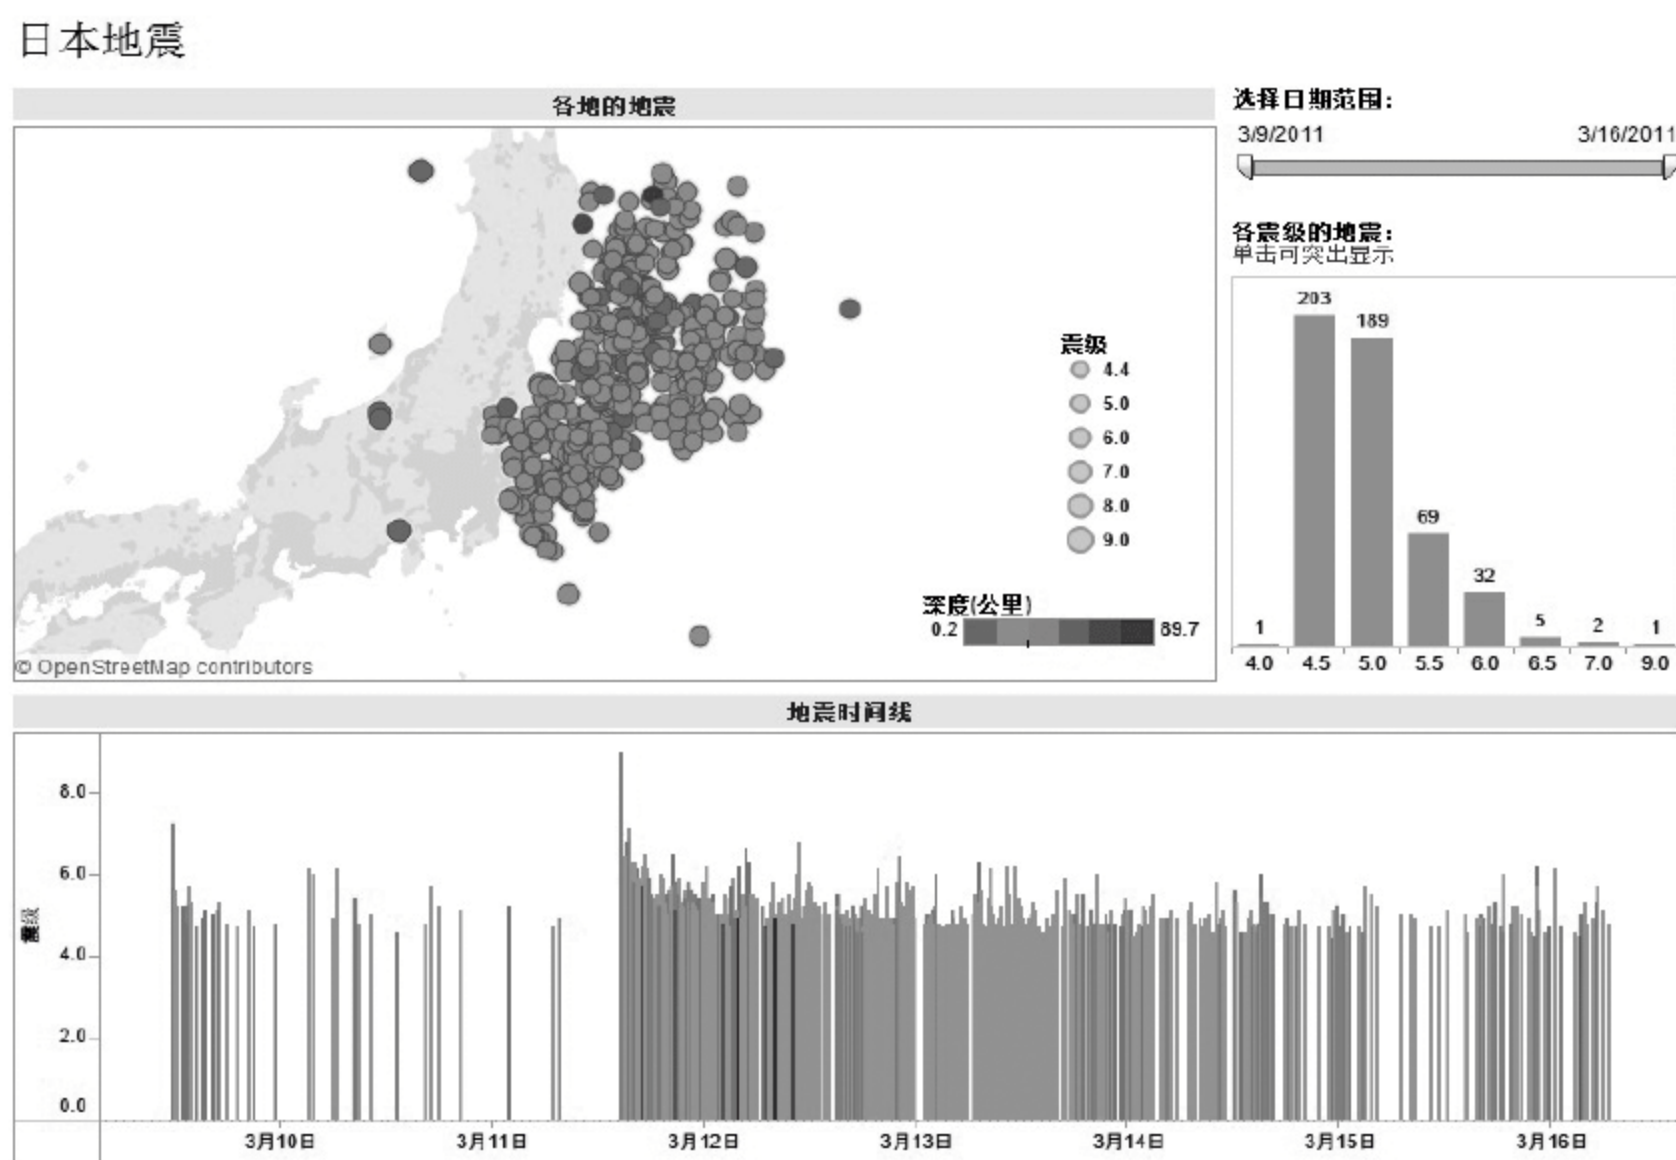 日本地震
各地的地震
选择日期范围:
3/9/2011 3/16/2011
各震级的地震:
单击可突出显示
203
189
69
32
5
2
1
1
4.0 4.5 5.0 5.5 6.0 6.5 7.0 9.0
震级
4.4
5.0
6.0
7.0
8.0
9.0
深度(公里)
0.2 89.7
© OpenStreetMap contributors
地震时间线
震级
8.0
6.0
4.0
2.0
0.0
3月10日 3月11日 3月12日 3月13日 3月14日 3月15日 3月16日